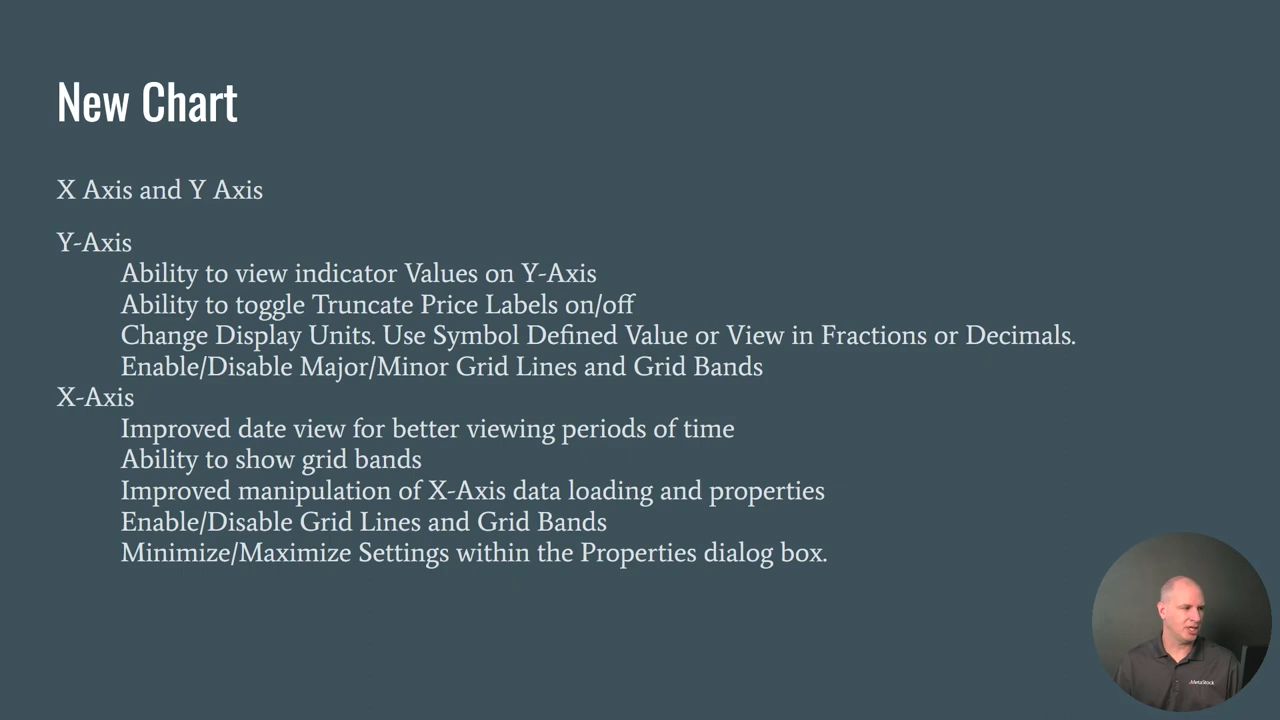 New Chart
X Axis and Y Axis
Y-Axis
Ability to view indicator Values on Y-Axis
Ability to toggle Truncate Price Labels on/off
Change Display Units. Use Symbol Defined Value or View in Fractions or Decimals.
Enable/Disable Major/Minor Grid Lines and Grid Bands
X-Axis
Improved date view for better viewing periods of time
Ability to show grid bands
Improved manipulation of X-Axis data loading and properties
Enable/Disable Grid Lines and Grid Bands
Minimize/Maximize Settings within the Properties dialog box.
MetaStock